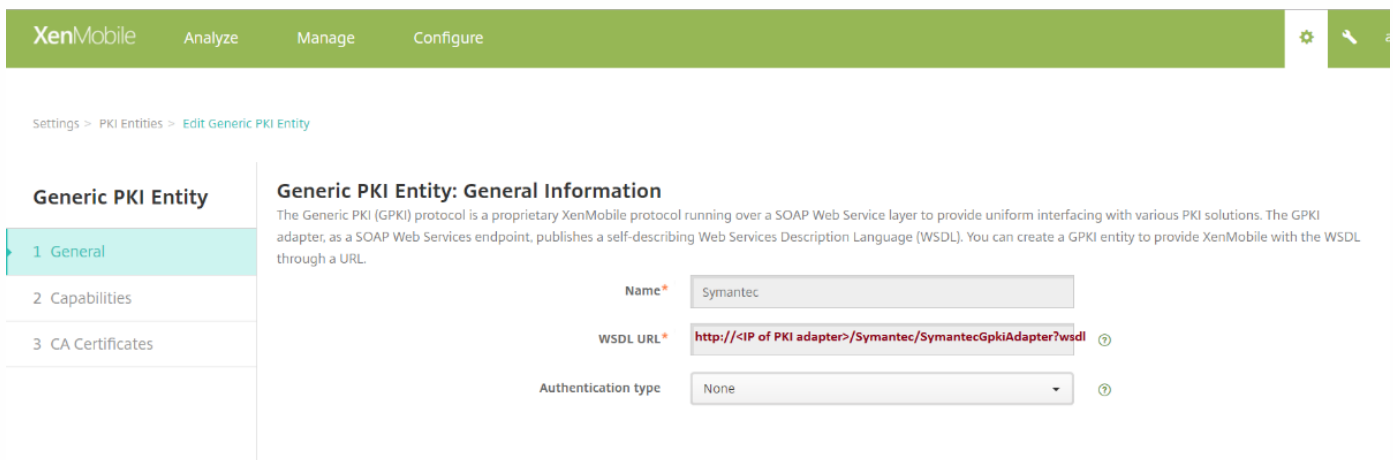 XenMobile Analyze Manage Configure
Settings > PKI Entities > Edit Generic PKI Entity
Generic PKI Entity
1 General
2 Capabilities
3 CA Certificates
Generic PKI Entity: General Information
The Generic PKI (GPKI) protocol is a proprietary XenMobile protocol running over a SOAP Web Service layer to provide uniform interfacing with various PKI solutions. The GPKI
adapter, as a SOAP Web Services endpoint, publishes a self-describing Web Services Description Language (WSDL). You can create a GPKI entity to provide XenMobile with the WSDL
through a URL.
Name* Symantec
WSDL URL* http://<IP of PKI adapter>/Symantec/SymantecGpkiAdapter?wsdl ?
Authentication type None ?